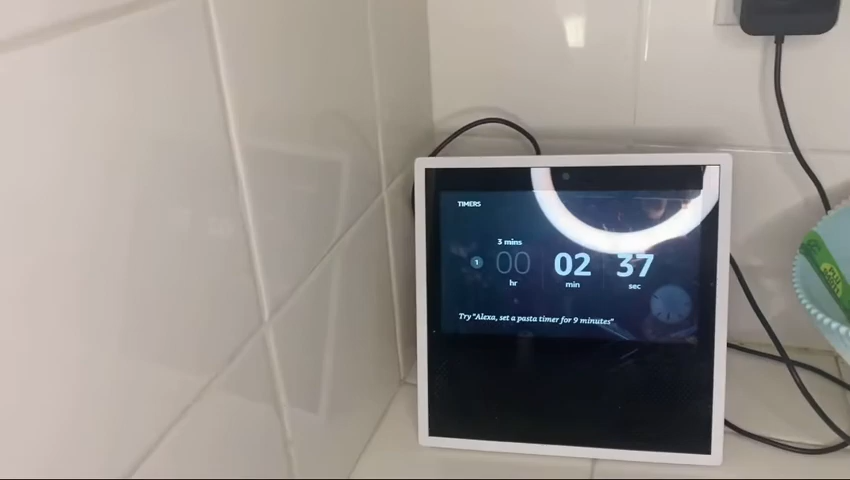 TIMERS
3 mins
1
00 02 37
hr min sec
Try "Alexa, set a pasta timer for 9 minutes"